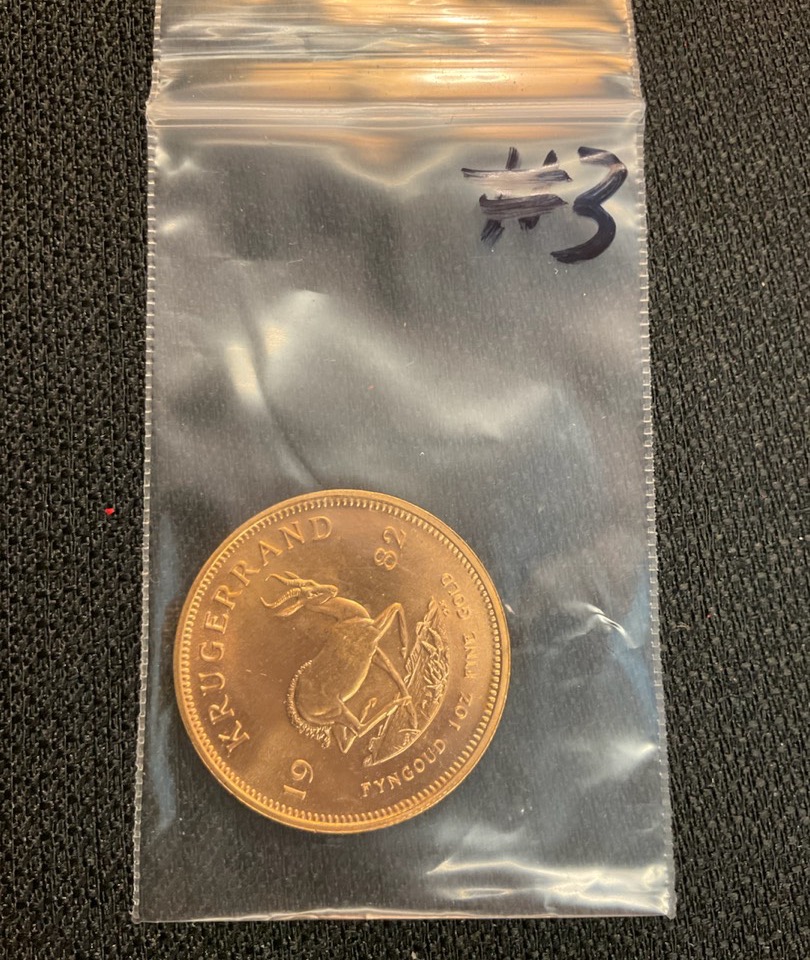 #3
KRUGERRAND
19 82
FYNGOUD 1 OZ FINE GOLD